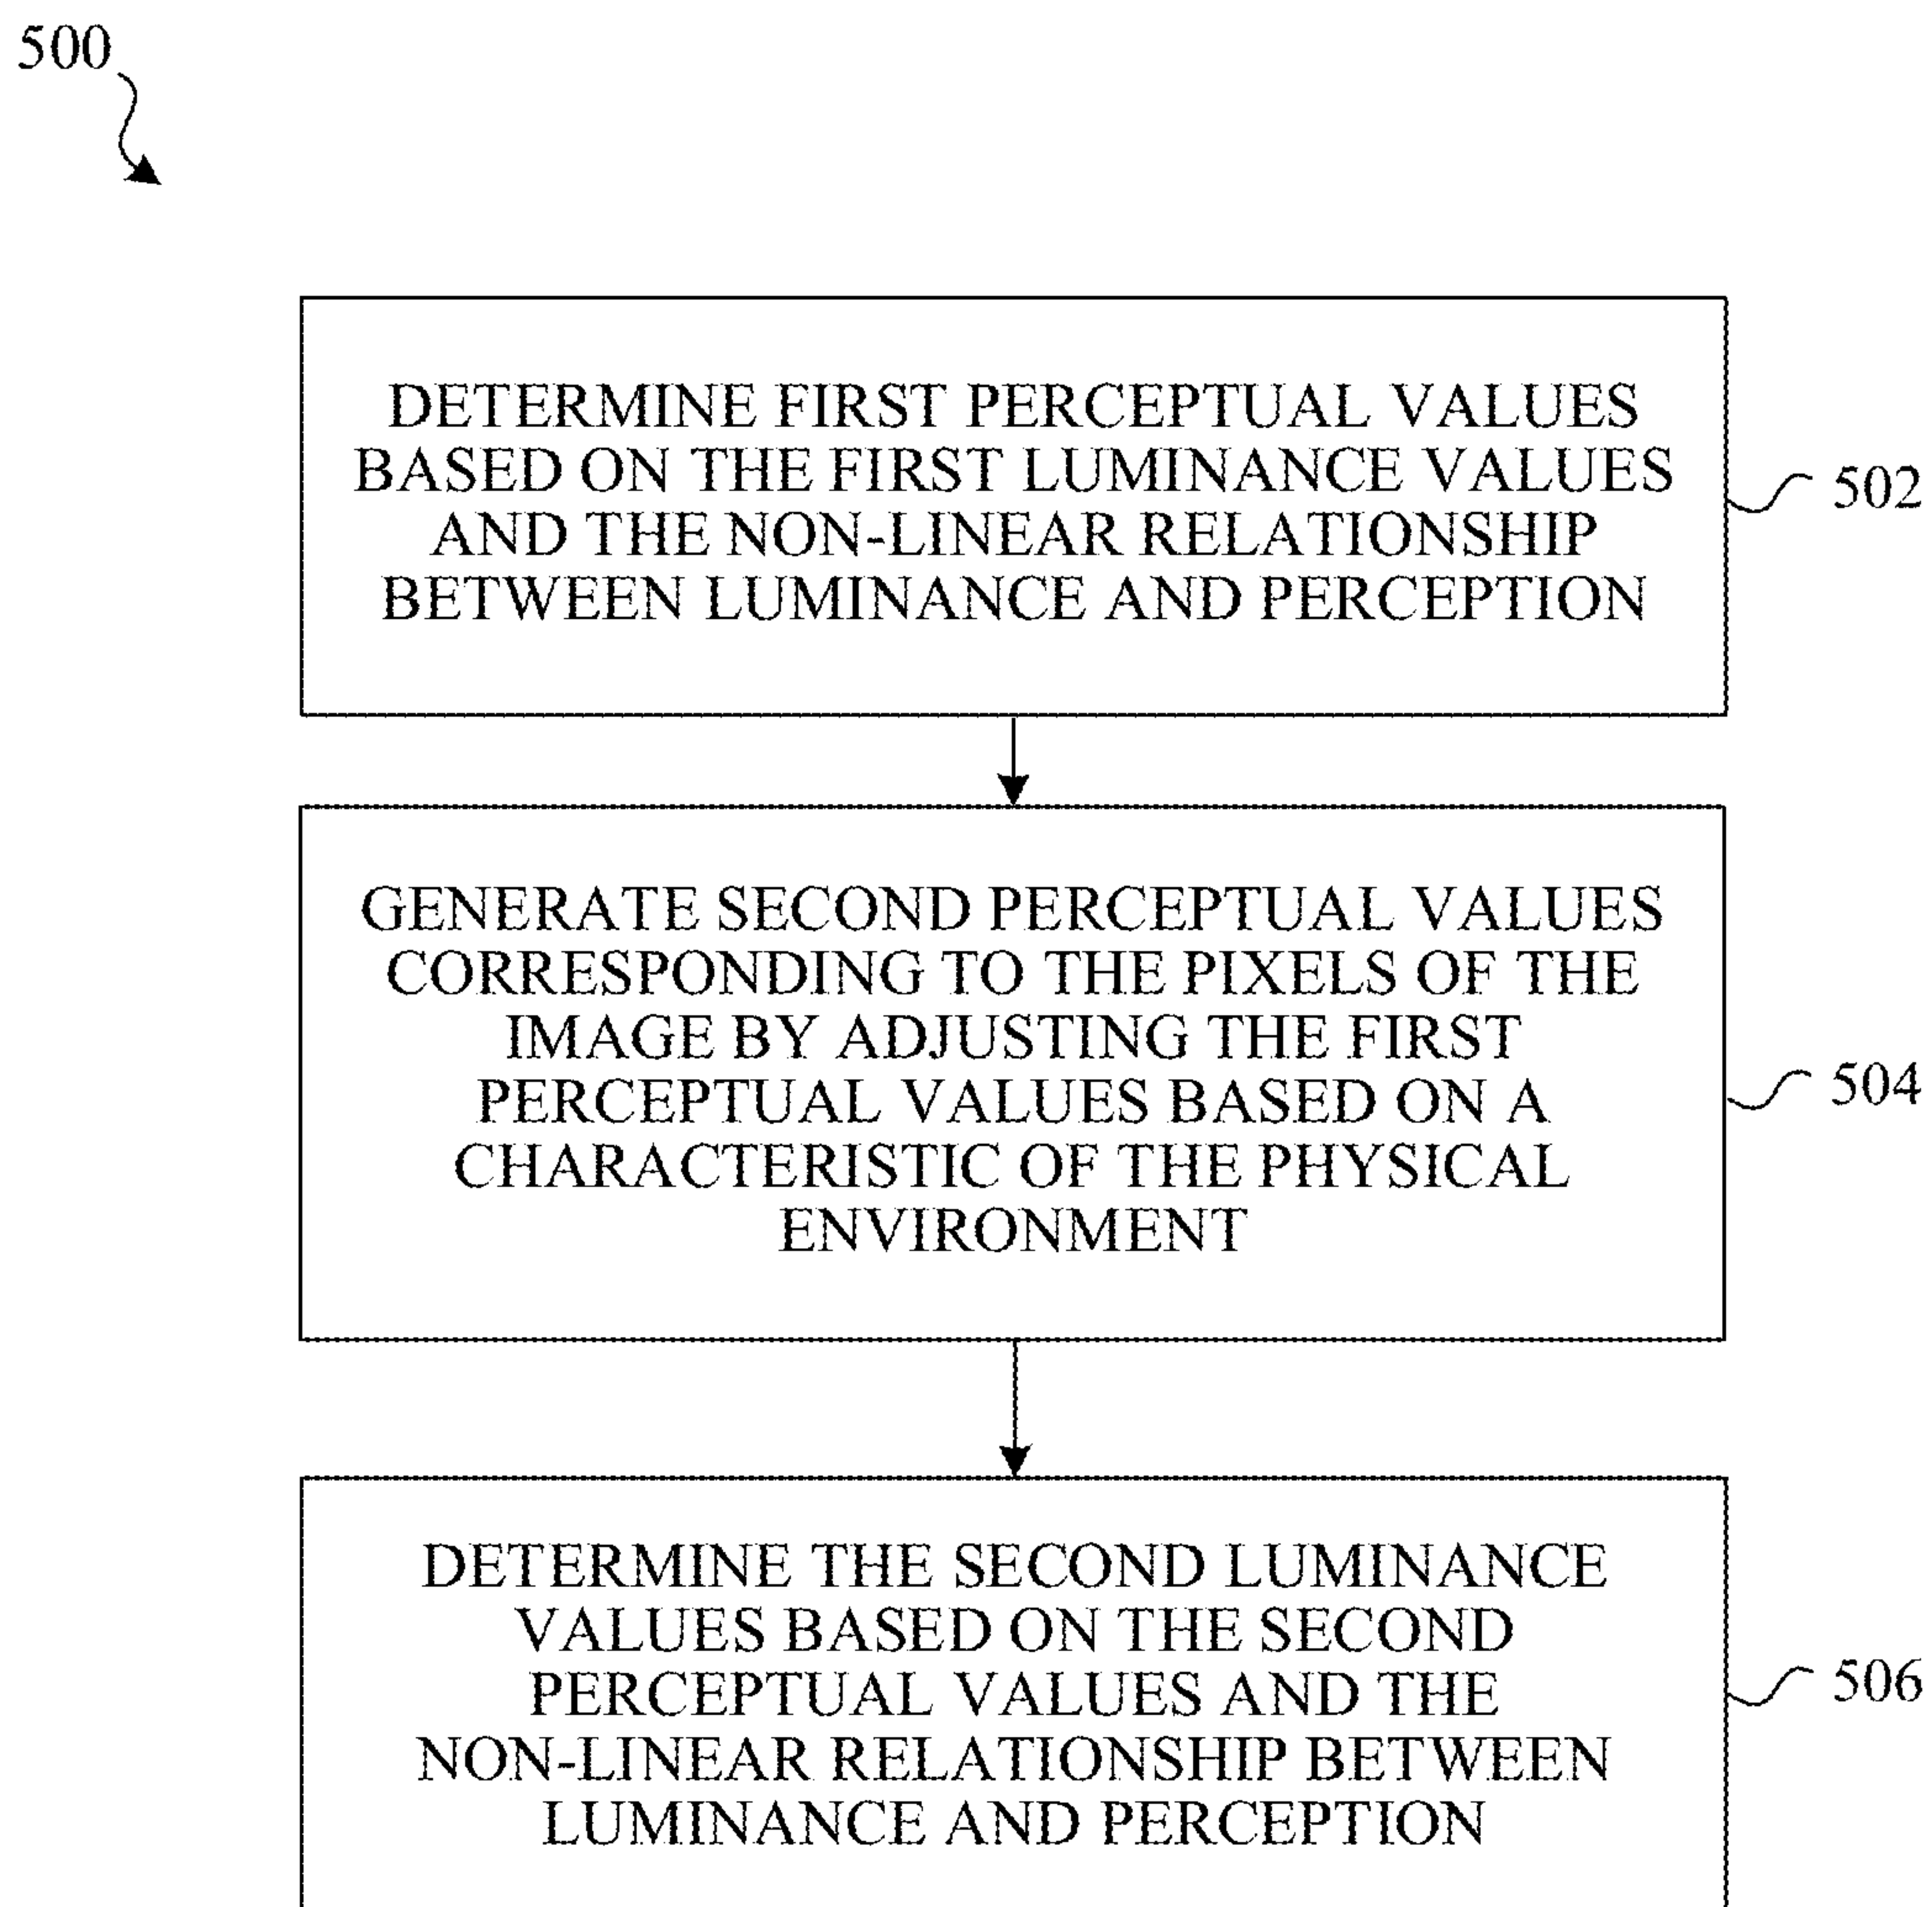 500
DETERMINE FIRST PERCEPTUAL VALUES
BASED ON THE FIRST LUMINANCE VALUES
AND THE NON-LINEAR RELATIONSHIP
BETWEEN LUMINANCE AND PERCEPTION
502
GENERATE SECOND PERCEPTUAL VALUES
CORRESPONDING TO THE PIXELS OF THE
IMAGE BY ADJUSTING THE FIRST
PERCEPTUAL VALUES BASED ON A
CHARACTERISTIC OF THE PHYSICAL
ENVIRONMENT
504
DETERMINE THE SECOND LUMINANCE
VALUES BASED ON THE SECOND
PERCEPTUAL VALUES AND THE
NON-LINEAR RELATIONSHIP BETWEEN
LUMINANCE AND PERCEPTION
506